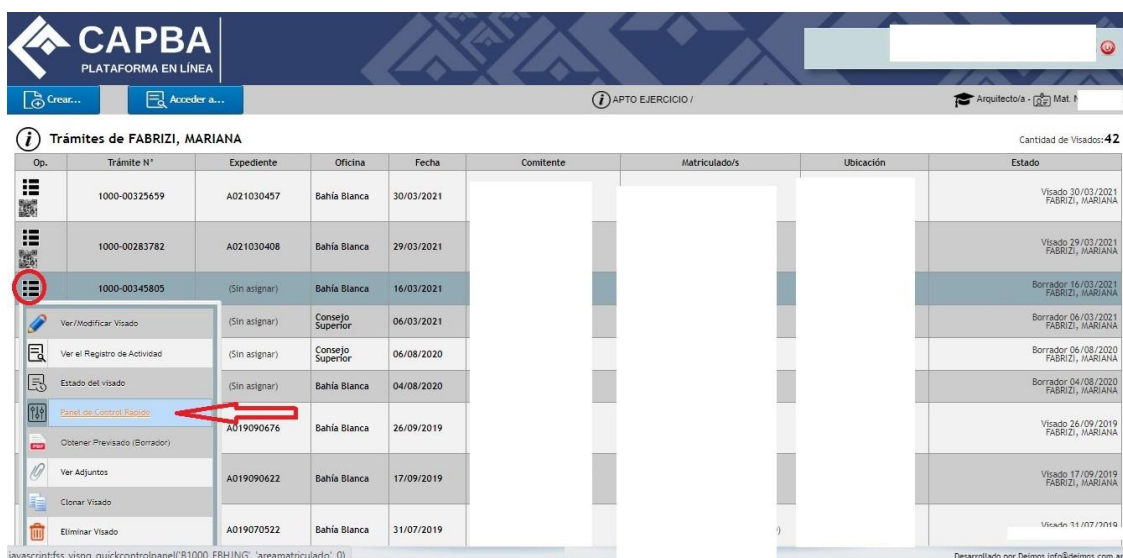 CAPBA
PLATAFORMA EN LÍNEA
Crear...
Acceder a...
APTO EJERCICIO /
Arquitecto/a - Mat.
Trámites de FABRIZI, MARIANA
Cantidad de Visados:42
Op. Trámite N° Expediente Oficina Fecha Comitente Matriculado/s Ubicación Estado
1000-00325659 A021030457 Bahía Blanca 30/03/2021 Visado 30/03/2021
FABRIZI, MARIANA
1000-00283782 A021030408 Bahía Blanca 29/03/2021 Visado 29/03/2021
FABRIZI, MARIANA
1000-00345805 (Sin asignar) Bahía Blanca 16/03/2021 Borrador 16/03/2021
FABRIZI, MARIANA
Ver/Modificar Visado (Sin asignar) Consejo Superior 06/03/2021 Borrador 06/03/2021
FABRIZI, MARIANA
Ver el Registro de Actividad (Sin asignar) Consejo Superior 06/08/2020 Borrador 06/08/2020
FABRIZI, MARIANA
Estado del visado (Sin asignar) Bahía Blanca 04/08/2020 Borrador 04/08/2020
FABRIZI, MARIANA
Panel de Control Rápido
A019090676 Bahía Blanca 26/09/2019 Visado 26/09/2019
FABRIZI, MARIANA
Obtener Previsado (Borrador)
Ver Adjuntos
A019090622 Bahía Blanca 17/09/2019 Visado 17/09/2019
FABRIZI, MARIANA
Clonar Visado
Eliminar Visado A019070522 Bahía Blanca 31/07/2019 Visado 31/07/2019
javascript:fss_visng_quickcontrolpanel('R1000_FBHJNG', 'areamatriculado', 0)
Desarrollado por Deimos info@deimos.com.ar